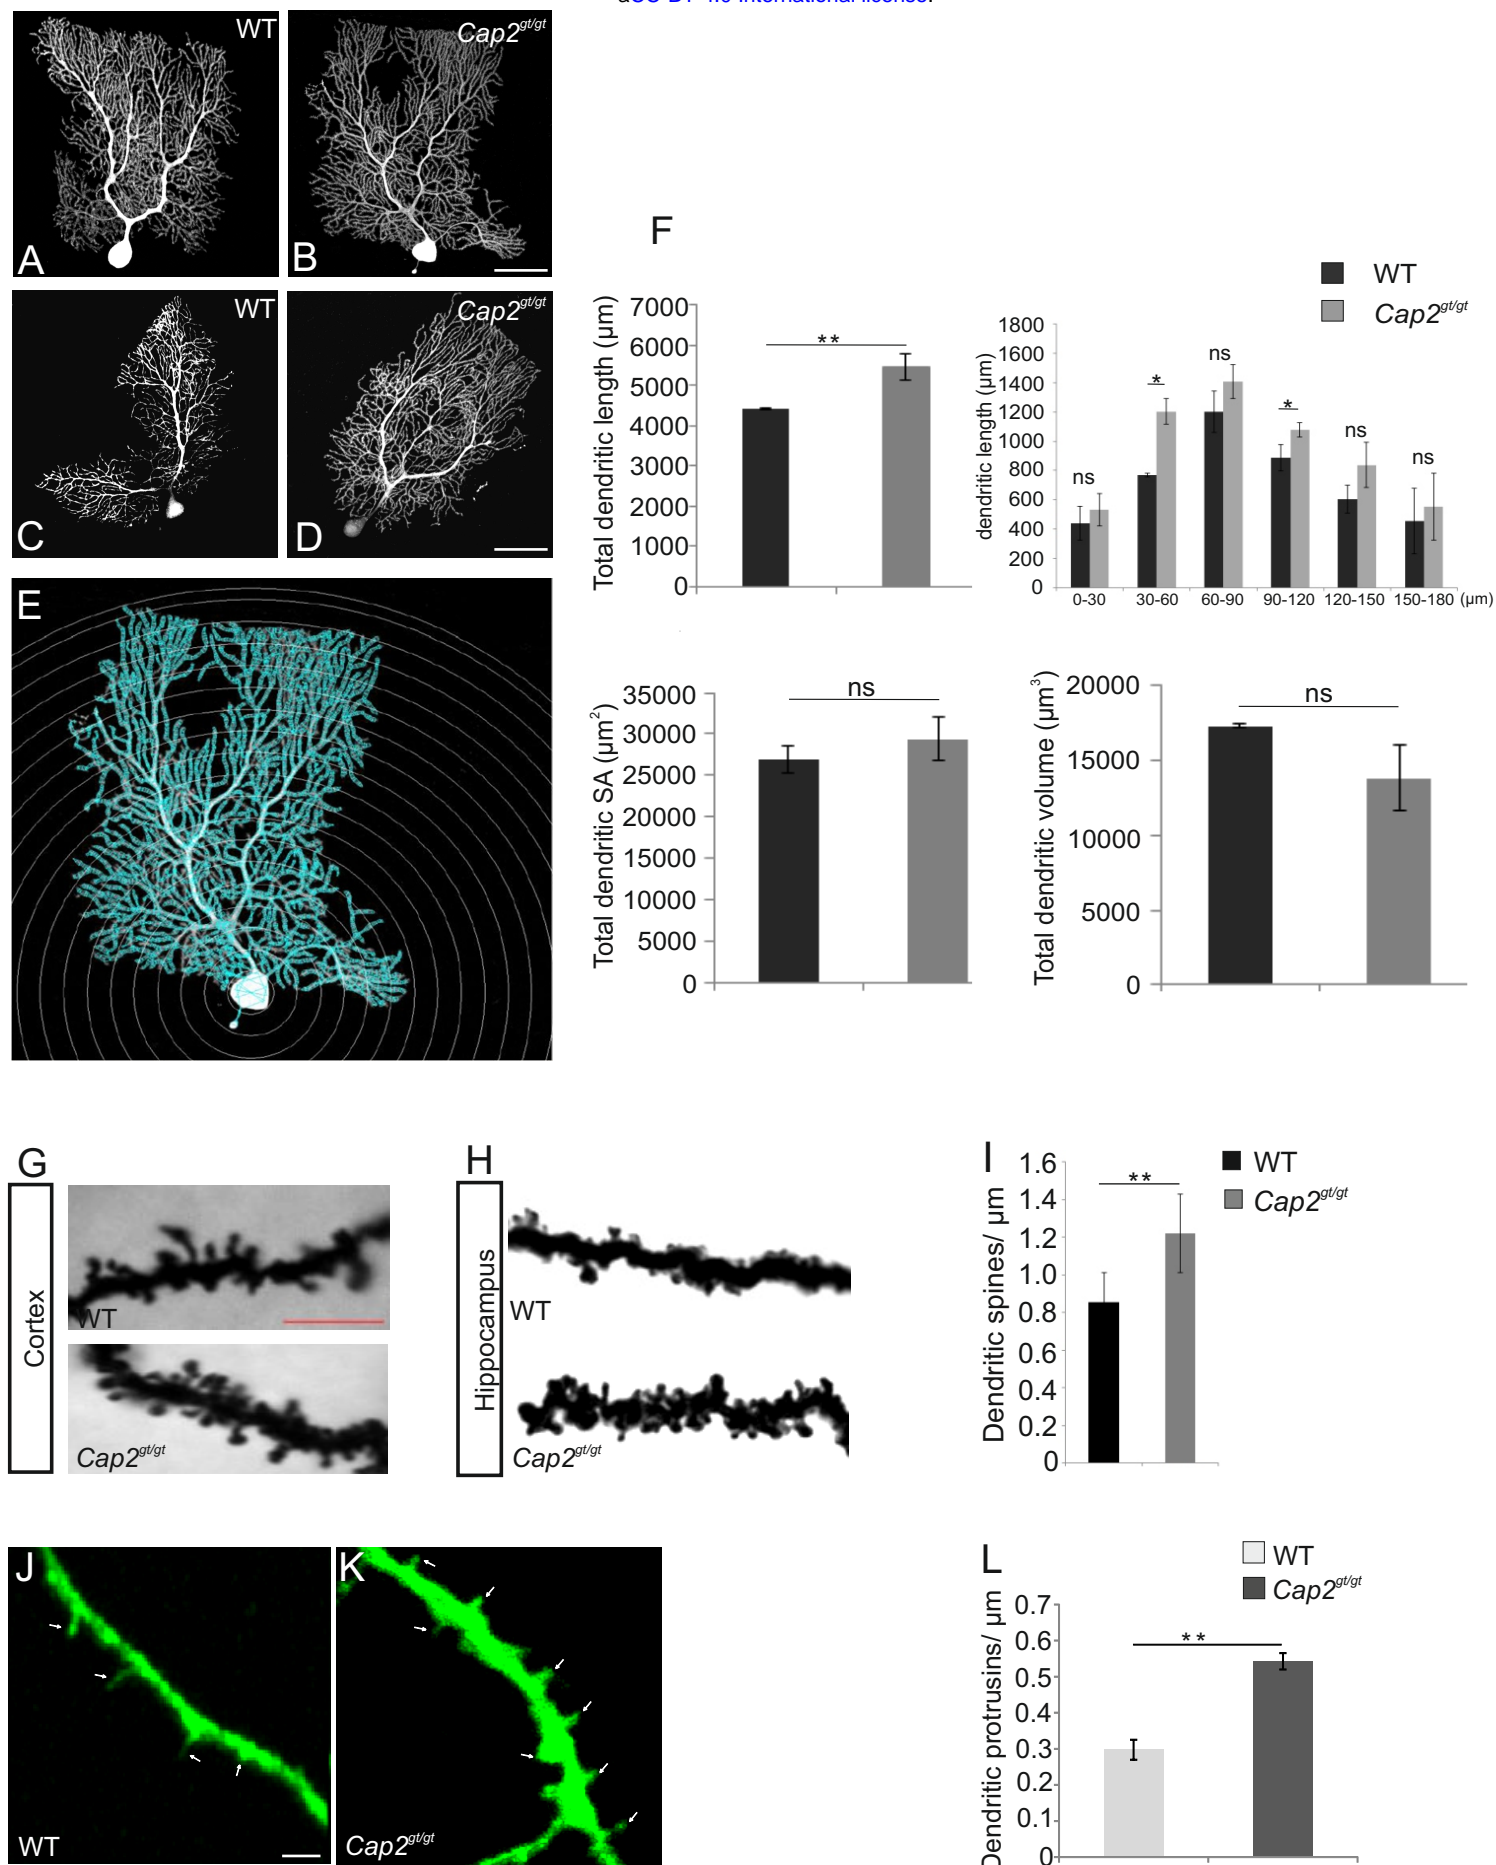 aCC-BY 4.0 International license.
WT
Cap2gt/gt
A
B
WT
Cap2gt/gt
C
D
E
F
WT
Cap2gt/gt
Total dendritic length (µm)
7000
6000
5000
4000
3000
2000
1000
0
**
dendritic length (µm)
1800
1600
1400
1200
1000
800
600
400
200
0
ns
*
ns
*
ns
ns
0-30 30-60 60-90 90-120 120-150 150-180 (µm)
Total dendritic SA (µm2)
35000
30000
25000
20000
15000
10000
5000
0
ns
Total dendritic volume (µm3)
20000
15000
10000
5000
0
ns
G
Cortex
WT
Cap2gt/gt
H
Hippocampus
WT
Cap2gt/gt
I
WT
Cap2gt/gt
Dendritic spines/ µm
1.6
1.4
1.2
1.0
0.8
0.6
0.4
0.2
0
**
J
WT
K
Cap2gt/gt
L
WT
Cap2gt/gt
Dendritic protrusins/ µm
0.7
0.6
0.5
0.4
0.3
0.2
0.1
0
**